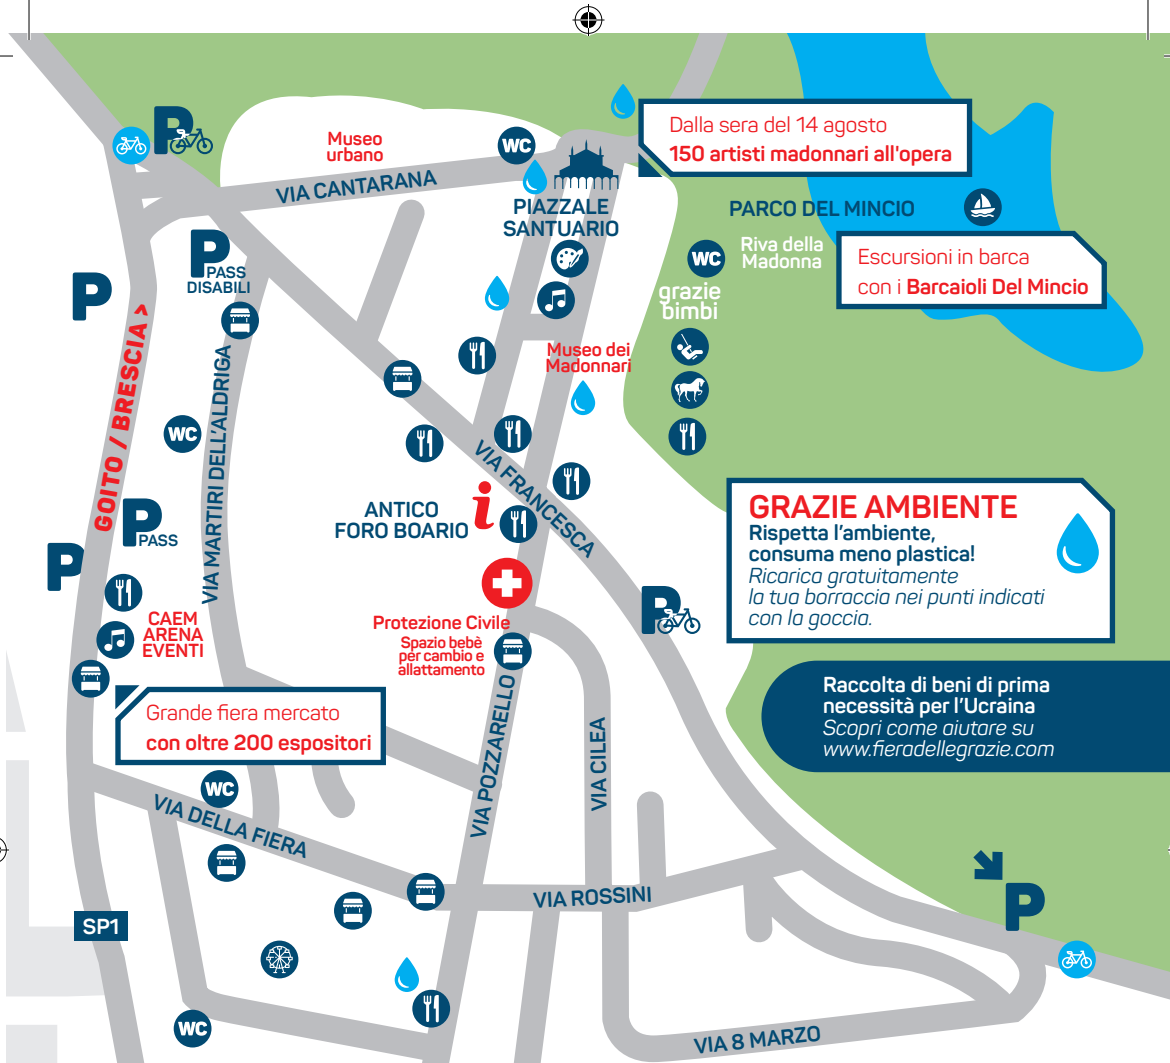 Dalla sera del 14 agosto
150 artisti madonnari all'opera
P
Museo
urbano
WC
VIA CANTARANA
PIAZZALE
SANTUARIO
PARCO DEL MINCIO
Riva della
Madonna
WC
Escursioni in barca
con i Barcaioli Del Mincio
grazie
bimbi
P
PASS
DISABILI
P
GOITO / BRESCIA >
VIA MARTIRI DELL'ALDRIGA
Museo dei
Madonnari
WC
VIA FRANCESCA
ANTICO
FORO BOARIO
i
P
PASS
P
GRAZIE AMBIENTE
Rispetta l'ambiente,
consuma meno plastica!
Ricarica gratuitamente
la tua borraccia nei punti indicati
con la goccia.
P
CAEM
ARENA
EVENTI
Protezione Civile
Spazio bebè
per cambio e
allattamento
Raccolta di beni di prima
necessità per l'Ucraina
Scopri come aiutare su
www.fieradellegrazie.com
Grande fiera mercato
con oltre 200 espositori
VIA POZZARELLO
VIA CILEA
WC
VIA DELLA FIERA
VIA ROSSINI
P
SP1
WC
VIA 8 MARZO